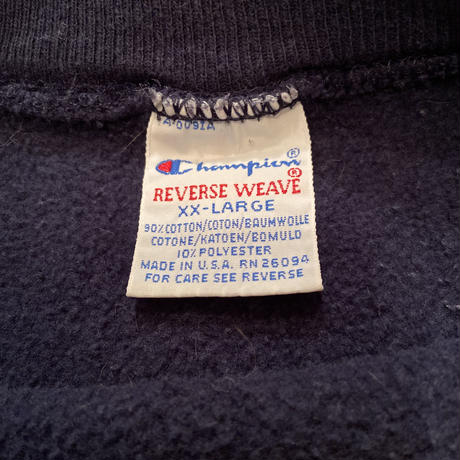 Champion®
REVERSE WEAVE®
XX-LARGE
90% COTTON/COTON/BAUMWOLLE
COTONE/KATOEN/BOMULD
10% POLYESTER
MADE IN U.S.A. RN 26094
FOR CARE SEE REVERSE